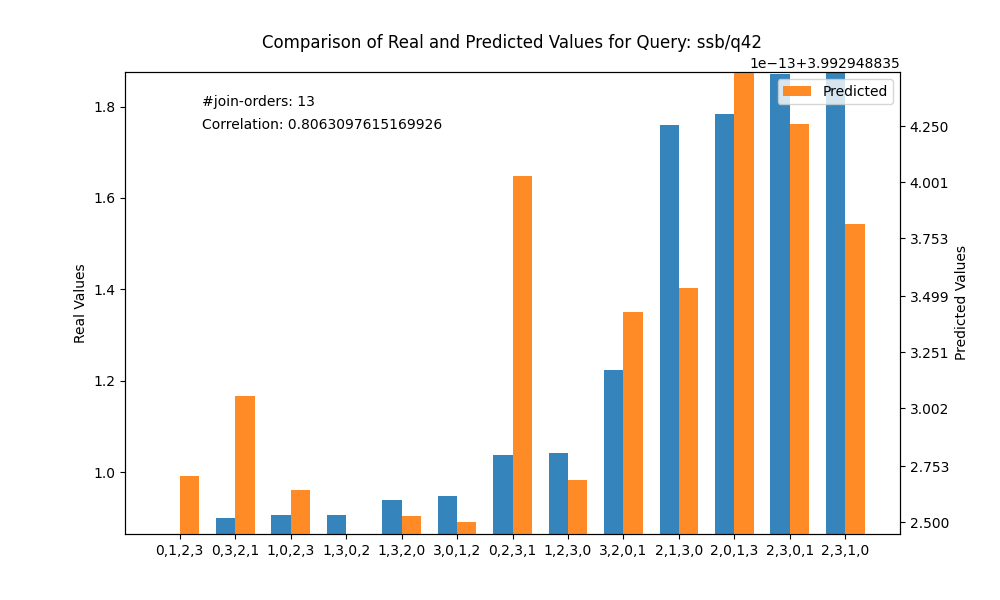 Comparison of Real and Predicted Values for Query: ssb/q42
1e−13+3.992948835
#join-orders: 13
Correlation: 0.8063097615169926
Predicted
1.8
1.6
1.4
1.2
1.0
Real Values
4.250
4.001
3.753
3.499
3.251
3.002
2.753
2.500
Predicted Values
0,1,2,3 0,3,2,1 1,0,2,3 1,3,0,2 1,3,2,0 3,0,1,2 0,2,3,1 1,2,3,0 3,2,0,1 2,1,3,0 2,0,1,3 2,3,0,1 2,3,1,0